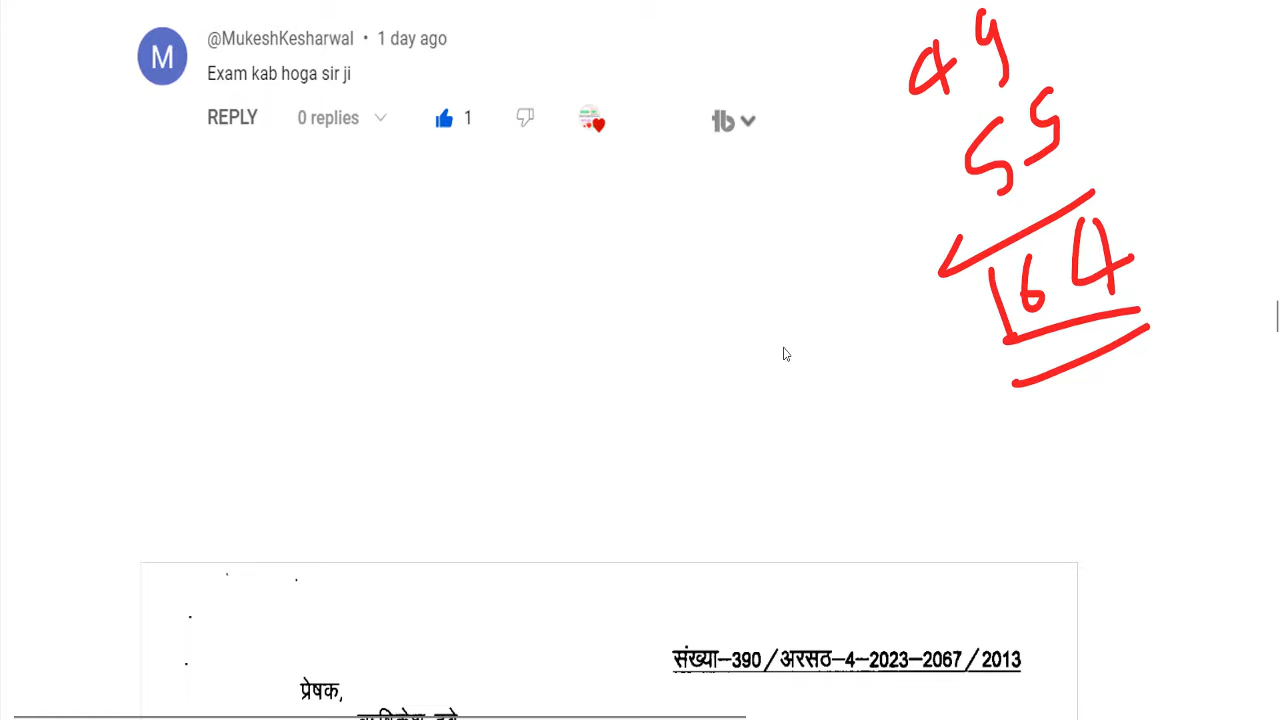 @MukeshKesharwal • 1 day ago
Exam kab hoga sir ji
REPLY 0 replies 1
49
55
164
संख्या–390/अरसठ–4–2023–2067/2013
प्रेषक,